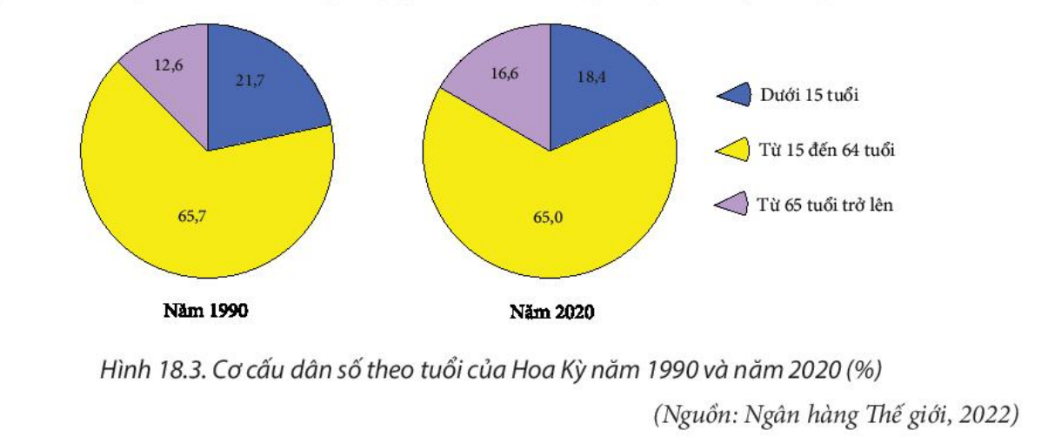 12,6
21,7
65,7
Năm 1990
16,6
18,4
65,0
Năm 2020
Dưới 15 tuổi
Từ 15 đến 64 tuổi
Từ 65 tuổi trở lên
Hình 18.3. Cơ cấu dân số theo tuổi của Hoa Kỳ năm 1990 và năm 2020 (%)
(Nguồn: Ngân hàng Thế giới, 2022)